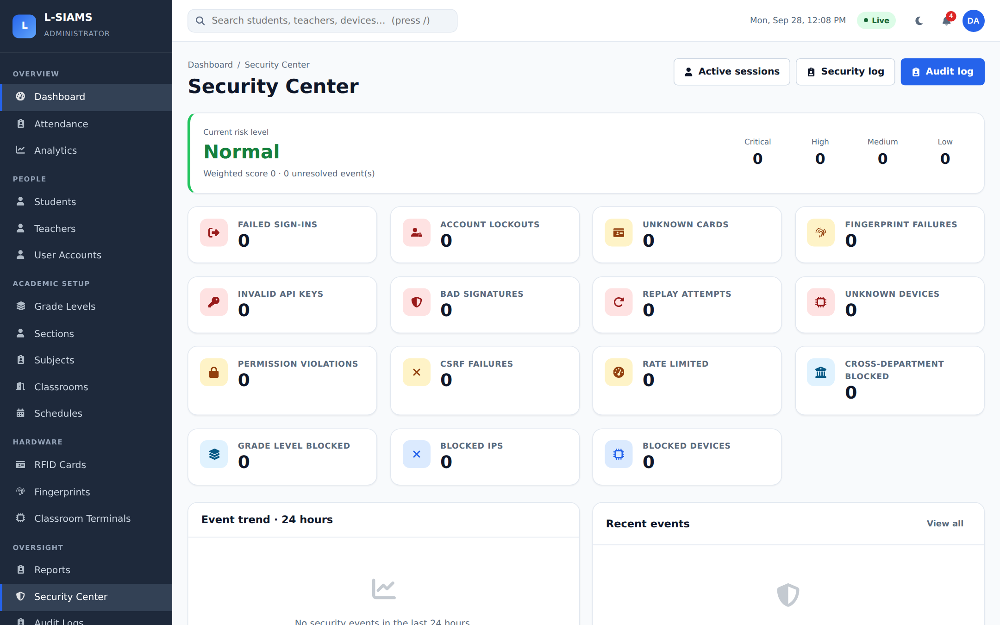 L
L-SIAMS
ADMINISTRATOR
OVERVIEW
Dashboard
Attendance
Analytics
PEOPLE
Students
Teachers
User Accounts
ACADEMIC SETUP
Grade Levels
Sections
Subjects
Classrooms
Schedules
HARDWARE
RFID Cards
Fingerprints
Classroom Terminals
OVERSIGHT
Reports
Security Center
Audit Logs
Search students, teachers, devices… (press /)
Mon, Sep 28, 12:08 PM
Live
4
DA
Dashboard / Security Center
Security Center
Active sessions
Security log
Audit log
Current risk level
Normal
Weighted score 0 · 0 unresolved event(s)
Critical
0
High
0
Medium
0
Low
0
FAILED SIGN-INS
0
ACCOUNT LOCKOUTS
0
UNKNOWN CARDS
0
FINGERPRINT FAILURES
0
INVALID API KEYS
0
BAD SIGNATURES
0
REPLAY ATTEMPTS
0
UNKNOWN DEVICES
0
PERMISSION VIOLATIONS
0
CSRF FAILURES
0
RATE LIMITED
0
CROSS-DEPARTMENT
BLOCKED
0
GRADE LEVEL BLOCKED
0
BLOCKED IPS
0
BLOCKED DEVICES
0
Event trend · 24 hours
No security events in the last 24 hours
Recent events
View all